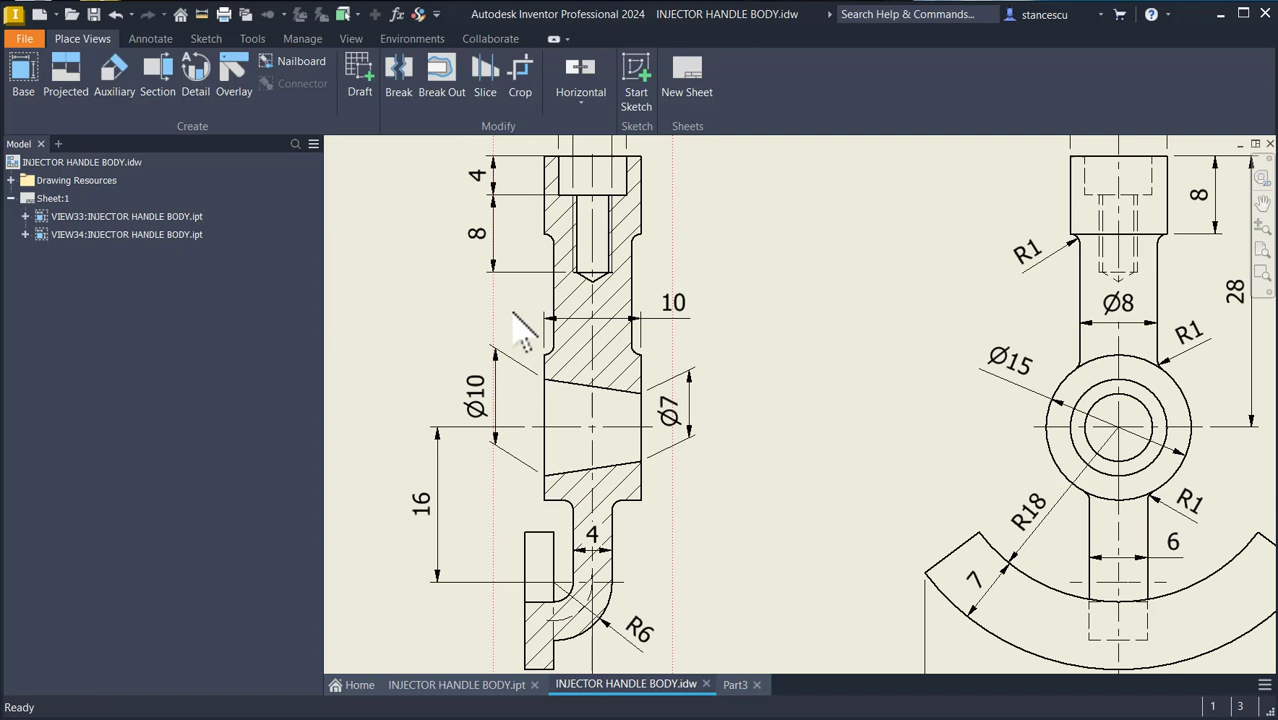 Autodesk Inventor Professional 2024 INJECTOR HANDLE BODY.idw
Search Help & Commands...
stancescu
File Place Views Annotate Sketch Tools Manage View Environments Collaborate
Base
Projected
Auxiliary
Section
Detail
Overlay
Nailboard
Connector
Draft
Break
Break Out
Slice
Crop
Horizontal
Start
Sketch
New Sheet
Create
Modify
Sketch
Sheets
Model
INJECTOR HANDLE BODY.idw
Drawing Resources
Sheet:1
VIEW33:INJECTOR HANDLE BODY.ipt
VIEW34:INJECTOR HANDLE BODY.ipt
4
8
10
Ø10
Ø7
16
4
R6
8
R1
28
Ø8
R1
Ø15
R18
R1
6
7
Home
INJECTOR HANDLE BODY.ipt
INJECTOR HANDLE BODY.idw
Part3
Ready
1
3